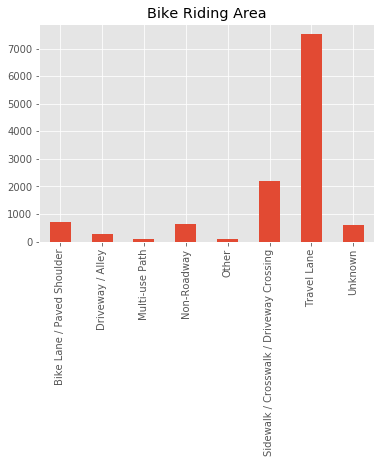 Bike Riding Area
7000
6000
5000
4000
3000
2000
1000
0
Bike Lane / Paved Shoulder
Driveway / Alley
Multi-use Path
Non-Roadway
Other
Sidewalk / Crosswalk / Driveway Crossing
Travel Lane
Unknown